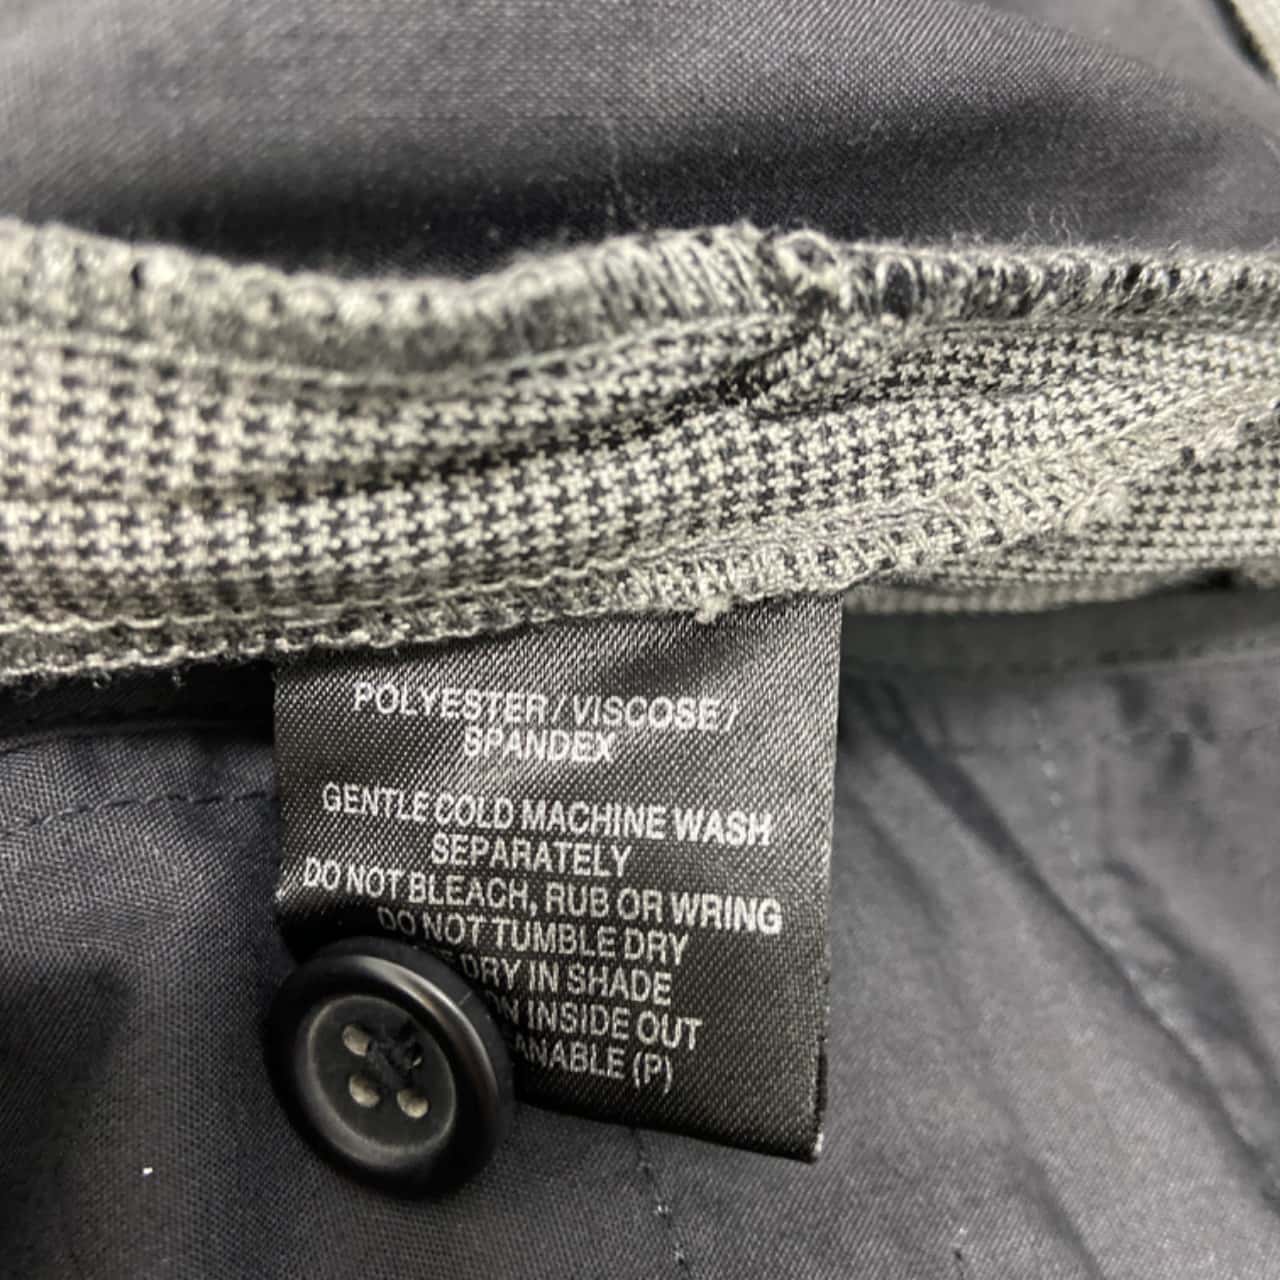 POLYESTER / VISCOSE /
SPANDEX
GENTLE COLD MACHINE WASH
SEPARATELY
DO NOT BLEACH, RUB OR WRING
DO NOT TUMBLE DRY
DRY IN SHADE
INSIDE OUT
(P)